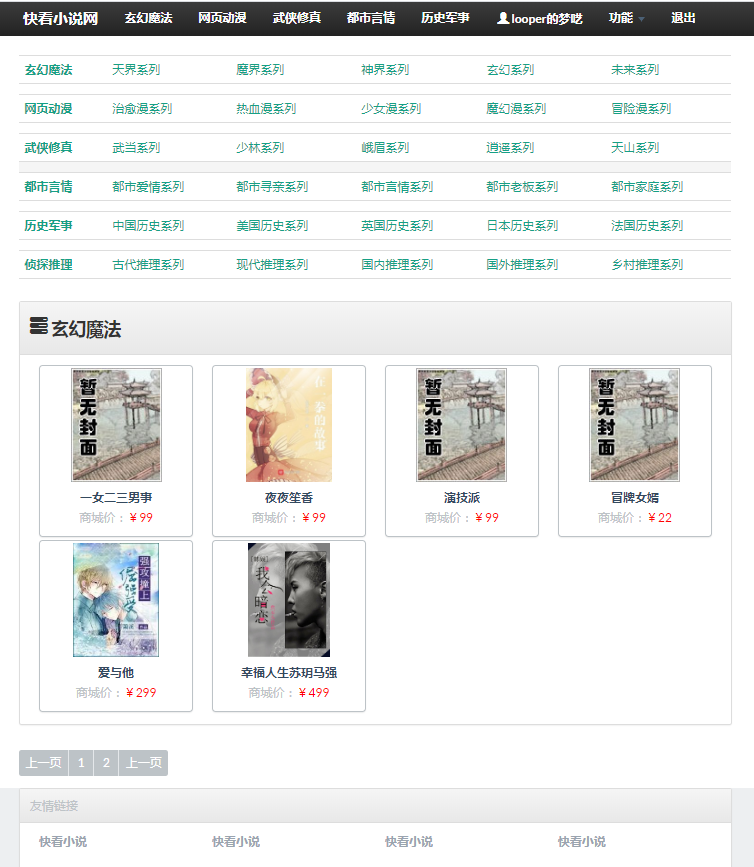 快看小说网 玄幻魔法 网页动漫 武侠修真 都市言情 历史军事 looper的梦呓 功能 退出
玄幻魔法 天界系列 魔界系列 神界系列 玄幻系列 未来系列
网页动漫 治愈漫系列 热血漫系列 少女漫系列 魔幻漫系列 冒险漫系列
武侠修真 武当系列 少林系列 峨眉系列 逍遥系列 天山系列
都市言情 都市爱情系列 都市寻亲系列 都市言情系列 都市老板系列 都市家庭系列
历史军事 中国历史系列 美国历史系列 英国历史系列 日本历史系列 法国历史系列
侦探推理 古代推理系列 现代推理系列 国内推理系列 国外推理系列 乡村推理系列
玄幻魔法
暂无封面
在一泰的故事
暂无封面
暂无封面
一女二三男事 夜夜笙香 演技派 冒牌女婿
商城价：¥99 商城价：¥99 商城价：¥99 商城价：¥22
强攻撞上
倔强受
我会暗恋
爱与他 幸福人生苏玥马强
商城价：¥299 商城价：¥499
上一页 1 2 上一页
友情链接
快看小说 快看小说 快看小说 快看小说